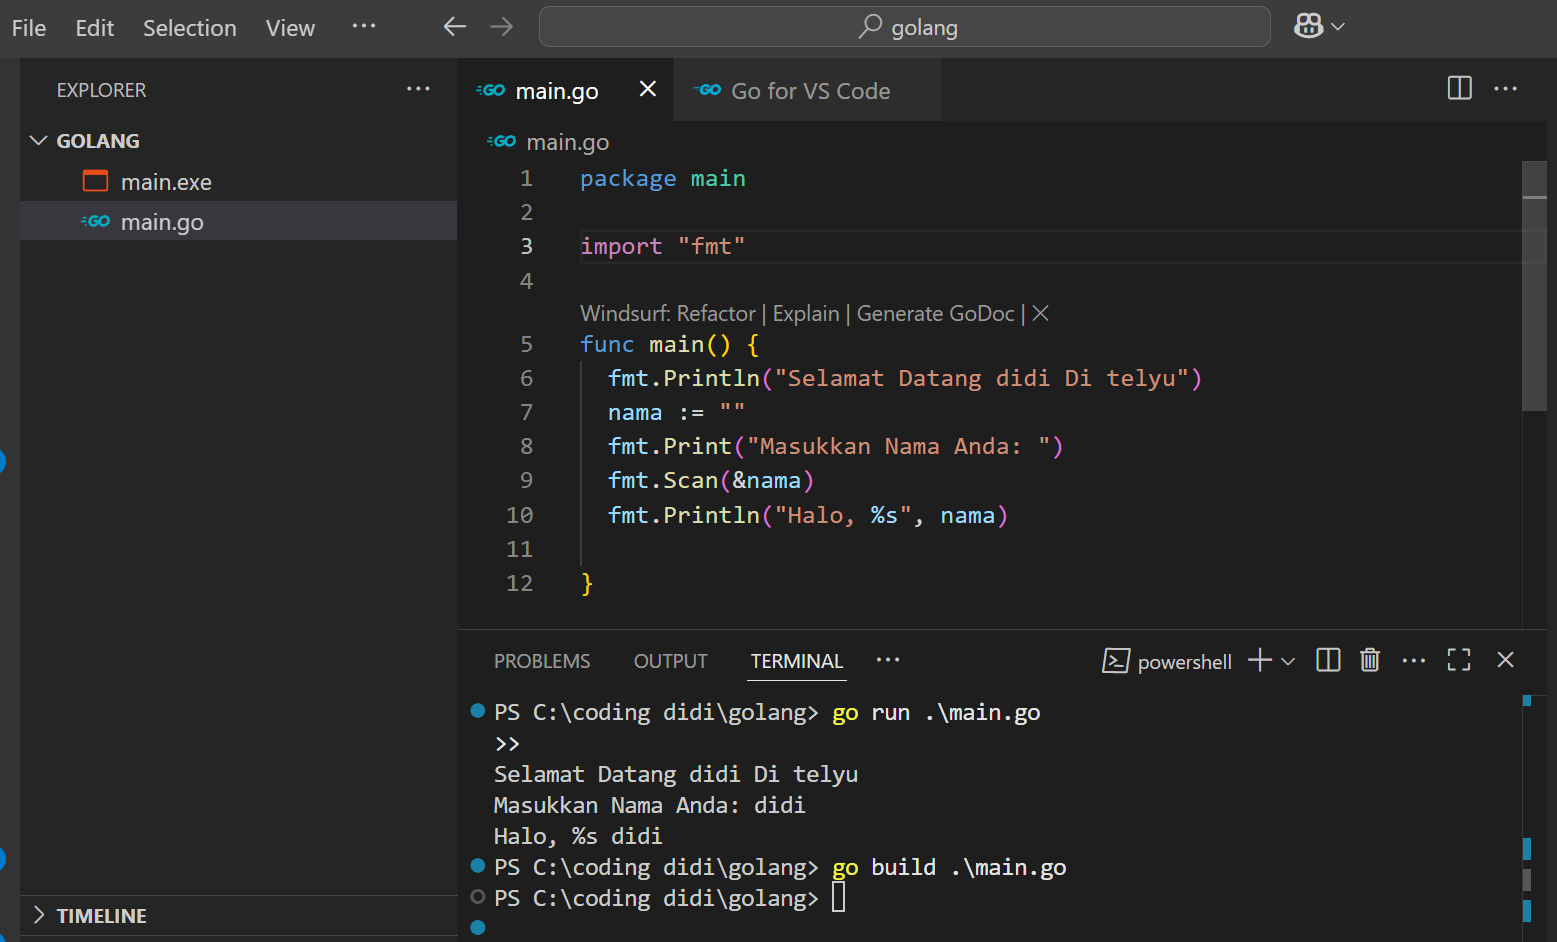 File Edit Selection View ··· golang
EXPLORER ···
GOLANG
main.exe
main.go
TIMELINE
GO main.go Go for VS Code ···
GO main.go
1 package main
2
3 import "fmt"
4
Windsurf: Refactor | Explain | Generate GoDoc | ×
5 func main() {
6 fmt.Println("Selamat Datang didi Di telyu")
7 nama := ""
8 fmt.Print("Masukkan Nama Anda: ")
9 fmt.Scan(&nama)
10 fmt.Println("Halo, %s", nama)
11
12 }
PROBLEMS OUTPUT TERMINAL ··· powershell ···
PS C:\coding didi\golang> go run .\main.go
>>
Selamat Datang didi Di telyu
Masukkan Nama Anda: didi
Halo, %s didi
PS C:\coding didi\golang> go build .\main.go
PS C:\coding didi\golang>